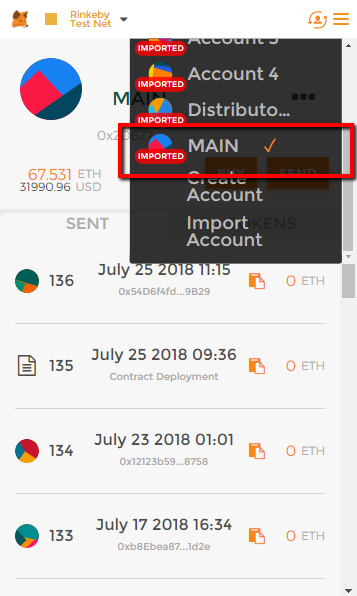 Rinkeby
Test Net
Account 3
IMPORTED
Account 4
IMPORTED
Distributo...
IMPORTED
MAIN
IMPORTED
Create
Account
Import
Account
MAIN
67.531 ETH
31990.96 USD
BUY
SEND
SENT
136
July 25 2018 11:15
0x54D6f4fd...9B29
0 ETH
135
July 25 2018 09:36
Contract Deployment
0 ETH
134
July 23 2018 01:01
0x12123b59...8758
0 ETH
133
July 17 2018 16:34
0xb8Ebea87...1d2e
0 ETH